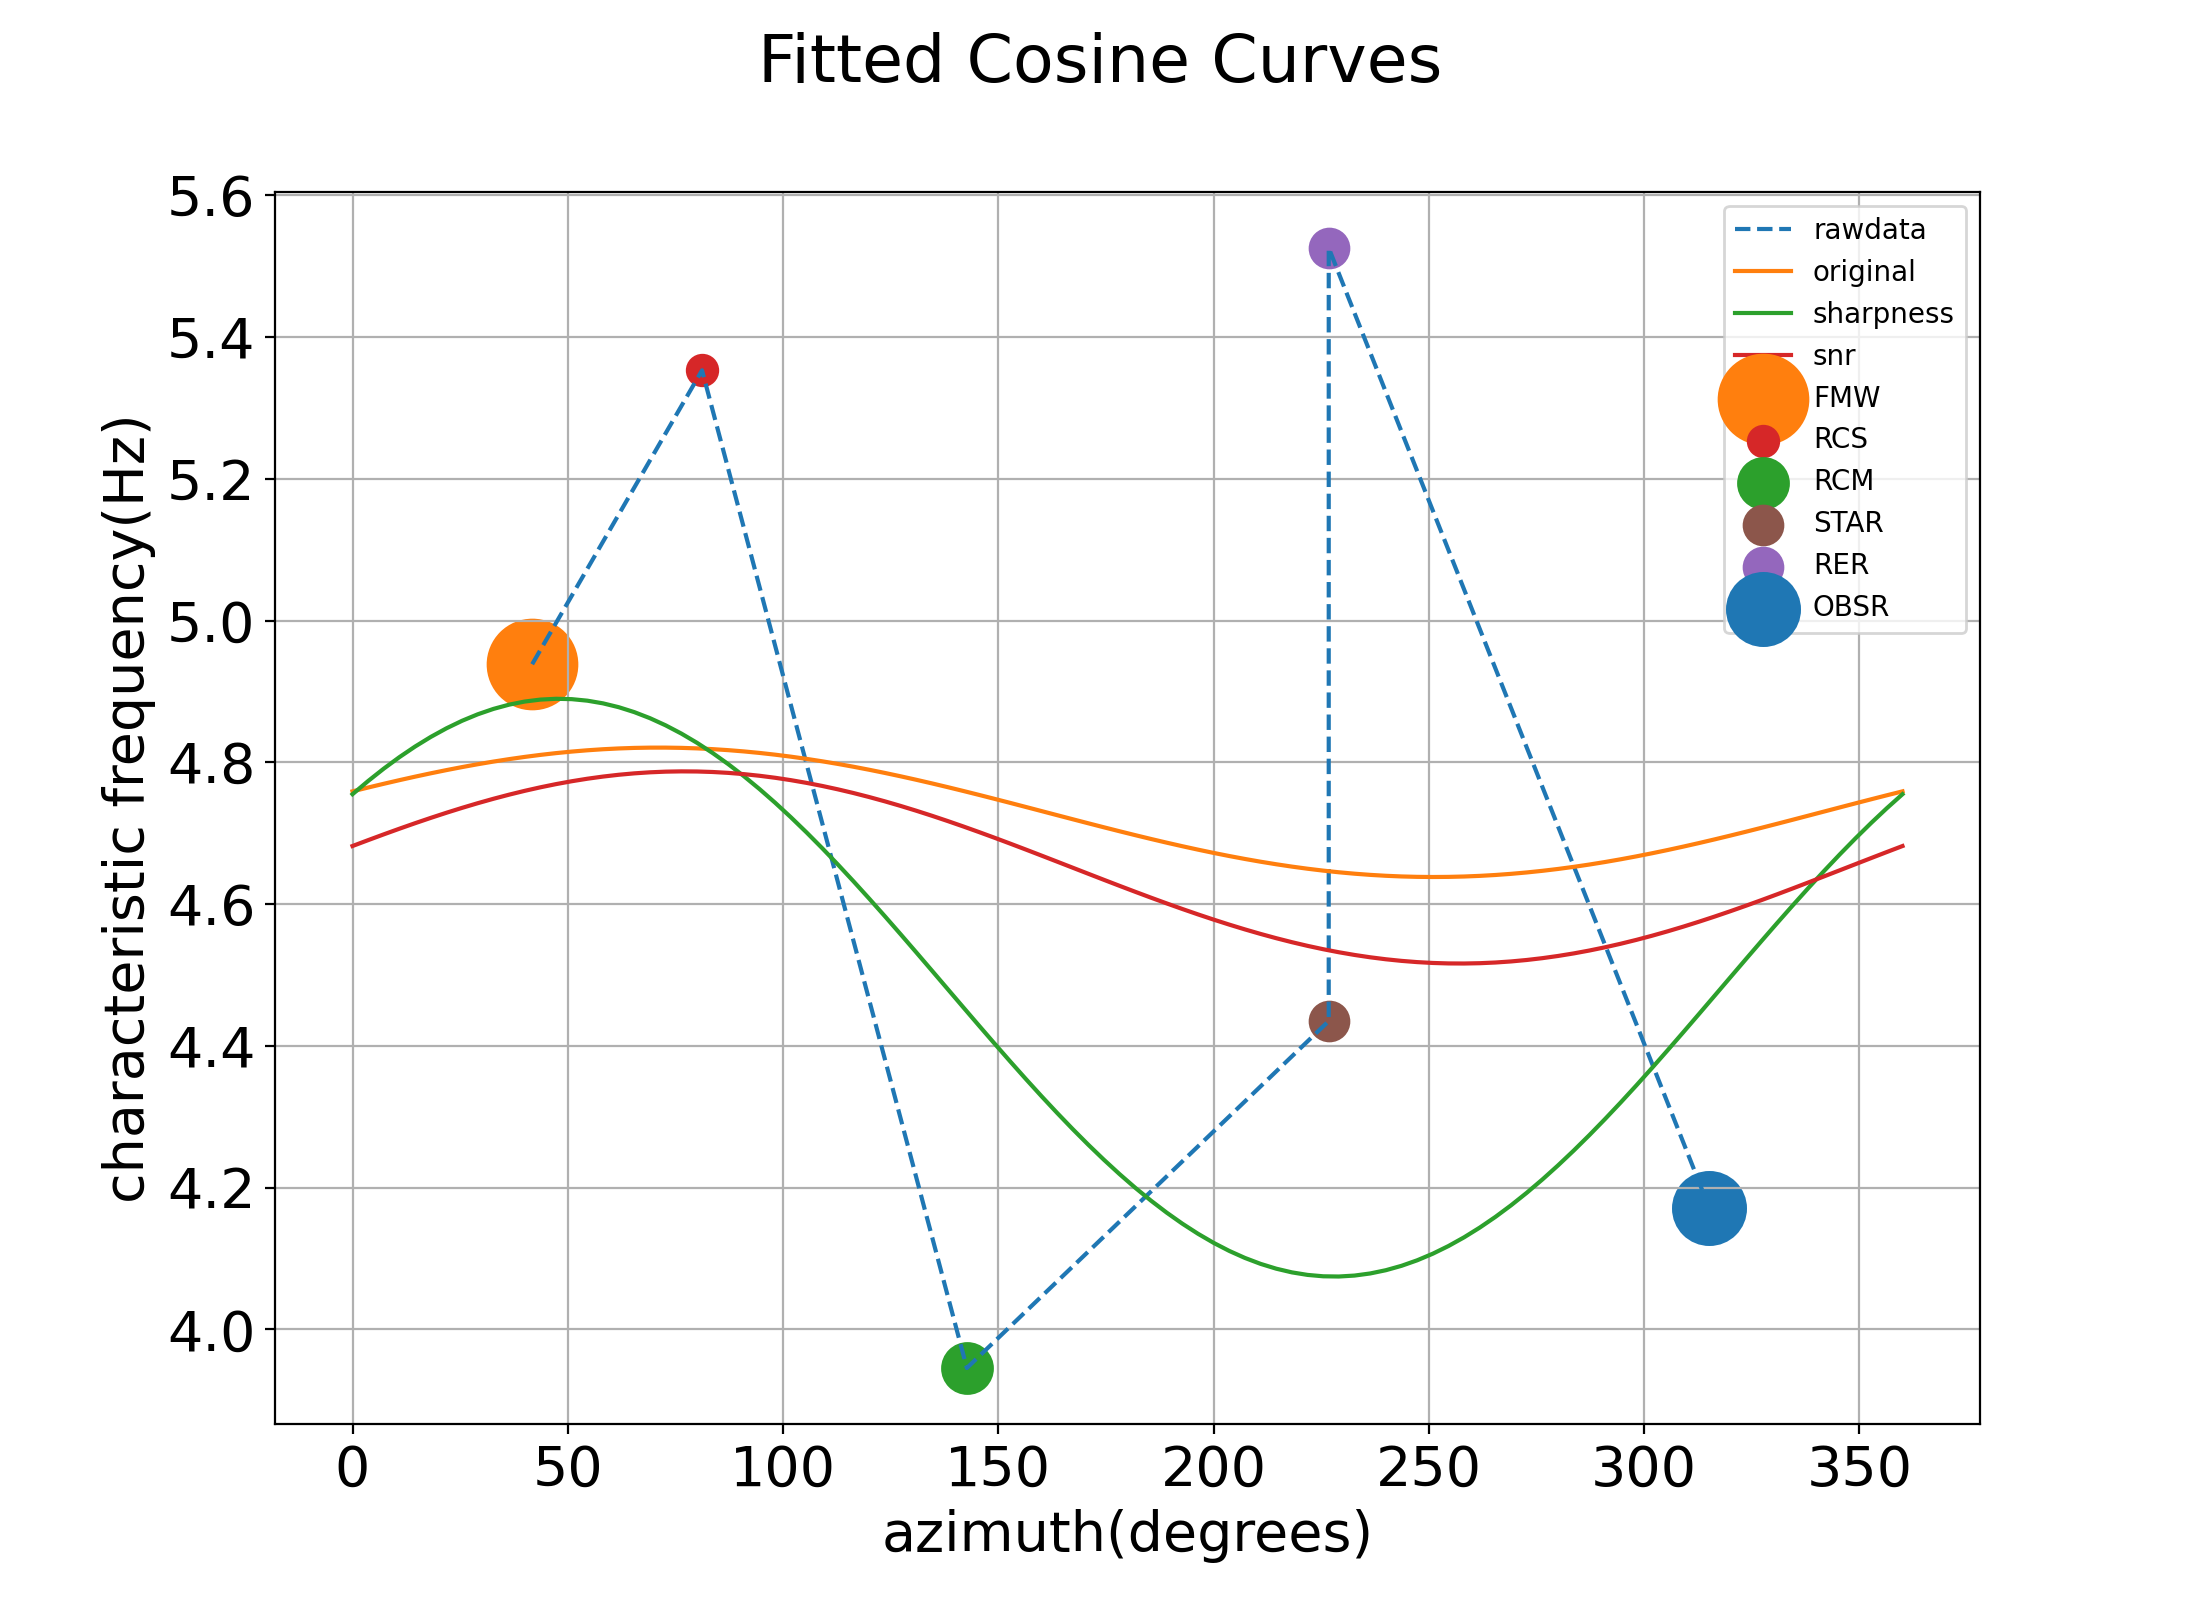 Fitted Cosine Curves
5.6
5.4
5.2
5.0
4.8
4.6
4.4
4.2
4.0
characteristic frequency(Hz)
rawdata
original
sharpness
snr
FMW
RCS
RCM
STAR
RER
OBSR
0 50 100 150 200 250 300 350
azimuth(degrees)